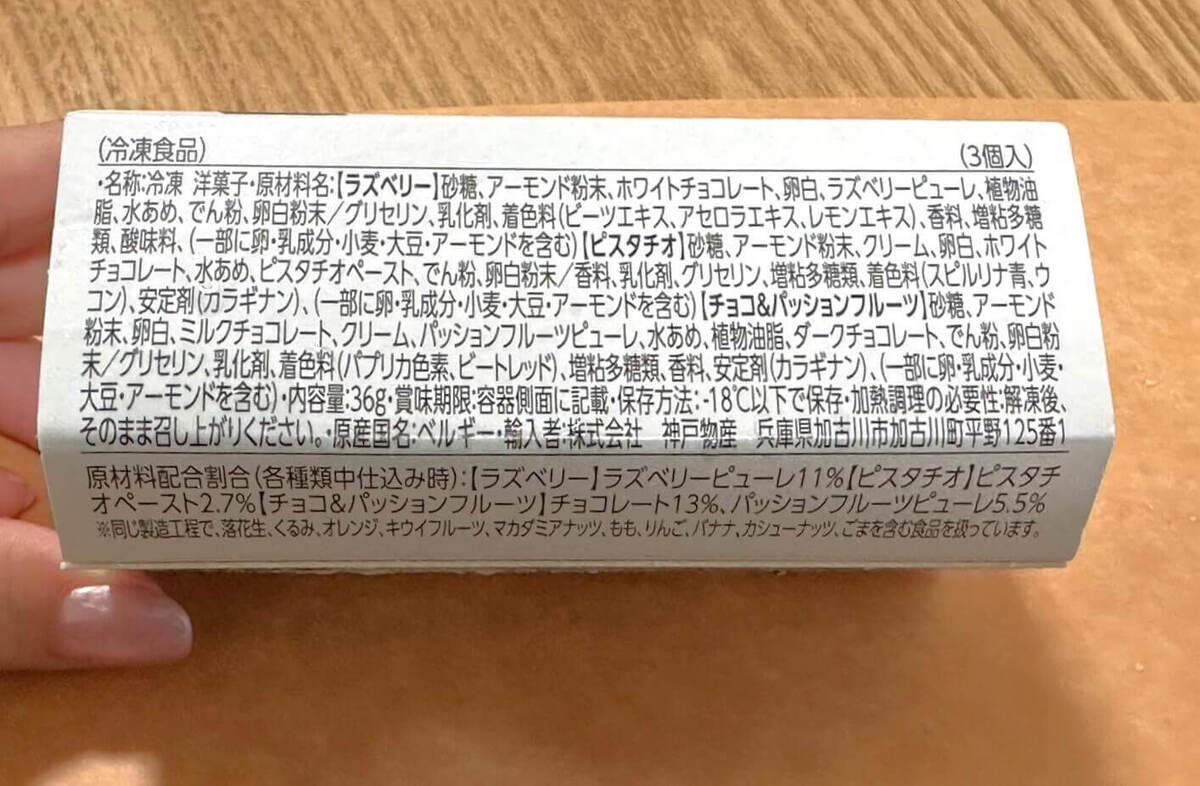 (冷凍食品) (3個入)
・名称:冷凍 洋菓子・原材料名:【ラズベリー】砂糖、アーモンド粉末、ホワイトチョコレート、卵白、ラズベリーピューレ、植物油
脂、水あめ、でん粉、卵白粉末/グリセリン、乳化剤、着色料(ビーツエキス、アセロラエキス、レモンエキス)、香料、増粘多糖
類、酸味料、(一部に卵・乳成分・小麦・大豆・アーモンドを含む)【ピスタチオ】砂糖、アーモンド粉末、クリーム、卵白、ホワイト
チョコレート、水あめ、ピスタチオペースト、でん粉、卵白粉末/香料、乳化剤、グリセリン、増粘多糖類、着色料(スピルリナ青、ウ
コン)、安定剤(カラギナン)、(一部に卵・乳成分・小麦・大豆・アーモンドを含む)【チョコ&パッションフルーツ】砂糖、アーモンド
粉末、卵白、ミルクチョコレート、クリーム、パッションフルーツピューレ、水あめ、植物油脂、ダークチョコレート、でん粉、卵白粉
末/グリセリン、乳化剤、着色料(パプリカ色素、ビートレッド)、増粘多糖類、香料、安定剤(カラギナン)、(一部に卵・乳成分・小麦・
大豆・アーモンドを含む)・内容量:36g・賞味期限:容器側面に記載・保存方法:-18℃以下で保存・加熱調理の必要性:解凍後、
そのまま召し上がりください。・原産国名:ベルギー・輸入者:株式会社 神戸物産 兵庫県加古川市加古川町平野125番1
原材料配合割合(各種類中仕込み時):【ラズベリー】ラズベリーピューレ11%【ピスタチオ】ピスタチ
オペースト2.7%【チョコ&パッションフルーツ】チョコレート13%、パッションフルーツピューレ5.5%
※同じ製造工程で、落花生、くるみ、オレンジ、キウイフルーツ、マカダミアナッツ、もも、りんご、バナナ、カシューナッツ、ごまを含む食品を扱っています。